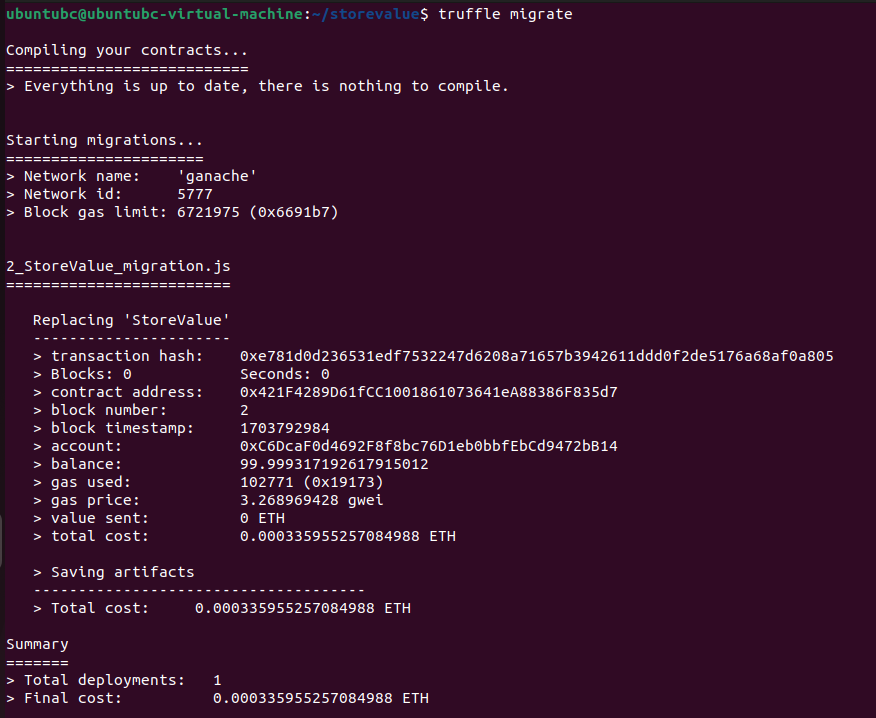 ubuntubc@ubuntubc-virtual-machine:~/storevalue$ truffle migrate
Compiling your contracts...
===========================
> Everything is up to date, there is nothing to compile.
Starting migrations...
======================
> Network name:    'ganache'
> Network id:      5777
> Block gas limit: 6721975 (0x6691b7)
2_StoreValue_migration.js
=========================
Replacing 'StoreValue'
----------------------
> transaction hash:    0xe781d0d236531edf7532247d6208a71657b3942611ddd0f2de5176a68af0a805
> Blocks: 0            Seconds: 0
> contract address:    0x421F4289D61fCC1001861073641eA88386F835d7
> block number:        2
> block timestamp:     1703792984
> account:             0xC6DcaF0d4692F8f8bc76D1eb0bbfEbCd9472bB14
> balance:             99.999317192617915012
> gas used:            102771 (0x19173)
> gas price:           3.268969428 gwei
> value sent:          0 ETH
> total cost:          0.000335955257084988 ETH
> Saving artifacts
-------------------------------------
> Total cost:     0.000335955257084988 ETH
Summary
=======
> Total deployments:   1
> Final cost:          0.000335955257084988 ETH